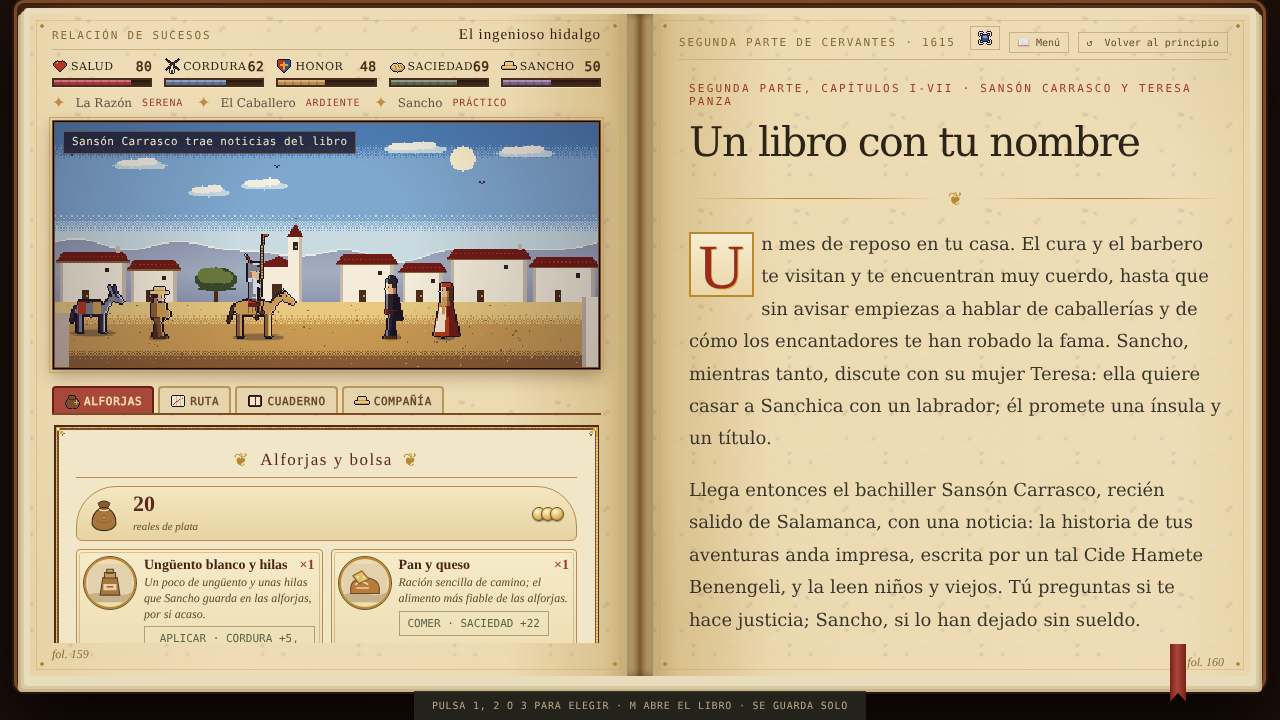 RELACIÓN DE SUCESOS
El ingenioso hidalgo
SALUD 80
CORDURA 62
HONOR 48
SACIEDAD 69
SANCHO 50
La Razón SERENA
El Caballero ARDIENTE
Sancho PRÁCTICO
Sansón Carrasco trae noticias del libro
ALFORJAS
RUTA
CUADERNO
COMPAÑÍA
Alforjas y bolsa
20
reales de plata
Ungüento blanco y hilas ×1
Un poco de ungüento y unas hilas
que Sancho guarda en las alforjas,
por si acaso.
APLICAR · CORDURA +5,
Pan y queso ×1
Ración sencilla de camino; el
alimento más fiable de las alforjas.
COMER · SACIEDAD +22
fol. 159
SEGUNDA PARTE DE CERVANTES · 1615
Menú
↺ Volver al principio
SEGUNDA PARTE, CAPÍTULOS I-VII · SANSÓN CARRASCO Y TERESA
PANZA
Un libro con tu nombre
Un mes de reposo en tu casa. El cura y el barbero
te visitan y te encuentran muy cuerdo, hasta que
sin avisar empiezas a hablar de caballerías y de
cómo los encantadores te han robado la fama. Sancho,
mientras tanto, discute con su mujer Teresa: ella quiere
casar a Sanchica con un labrador; él promete una ínsula y
un título.
Llega entonces el bachiller Sansón Carrasco, recién
salido de Salamanca, con una noticia: la historia de tus
aventuras anda impresa, escrita por un tal Cide Hamete
Benengeli, y la leen niños y viejos. Tú preguntas si te
hace justicia; Sancho, si lo han dejado sin sueldo.
fol. 160
PULSA 1, 2 O 3 PARA ELEGIR · M ABRE EL LIBRO · SE GUARDA SOLO